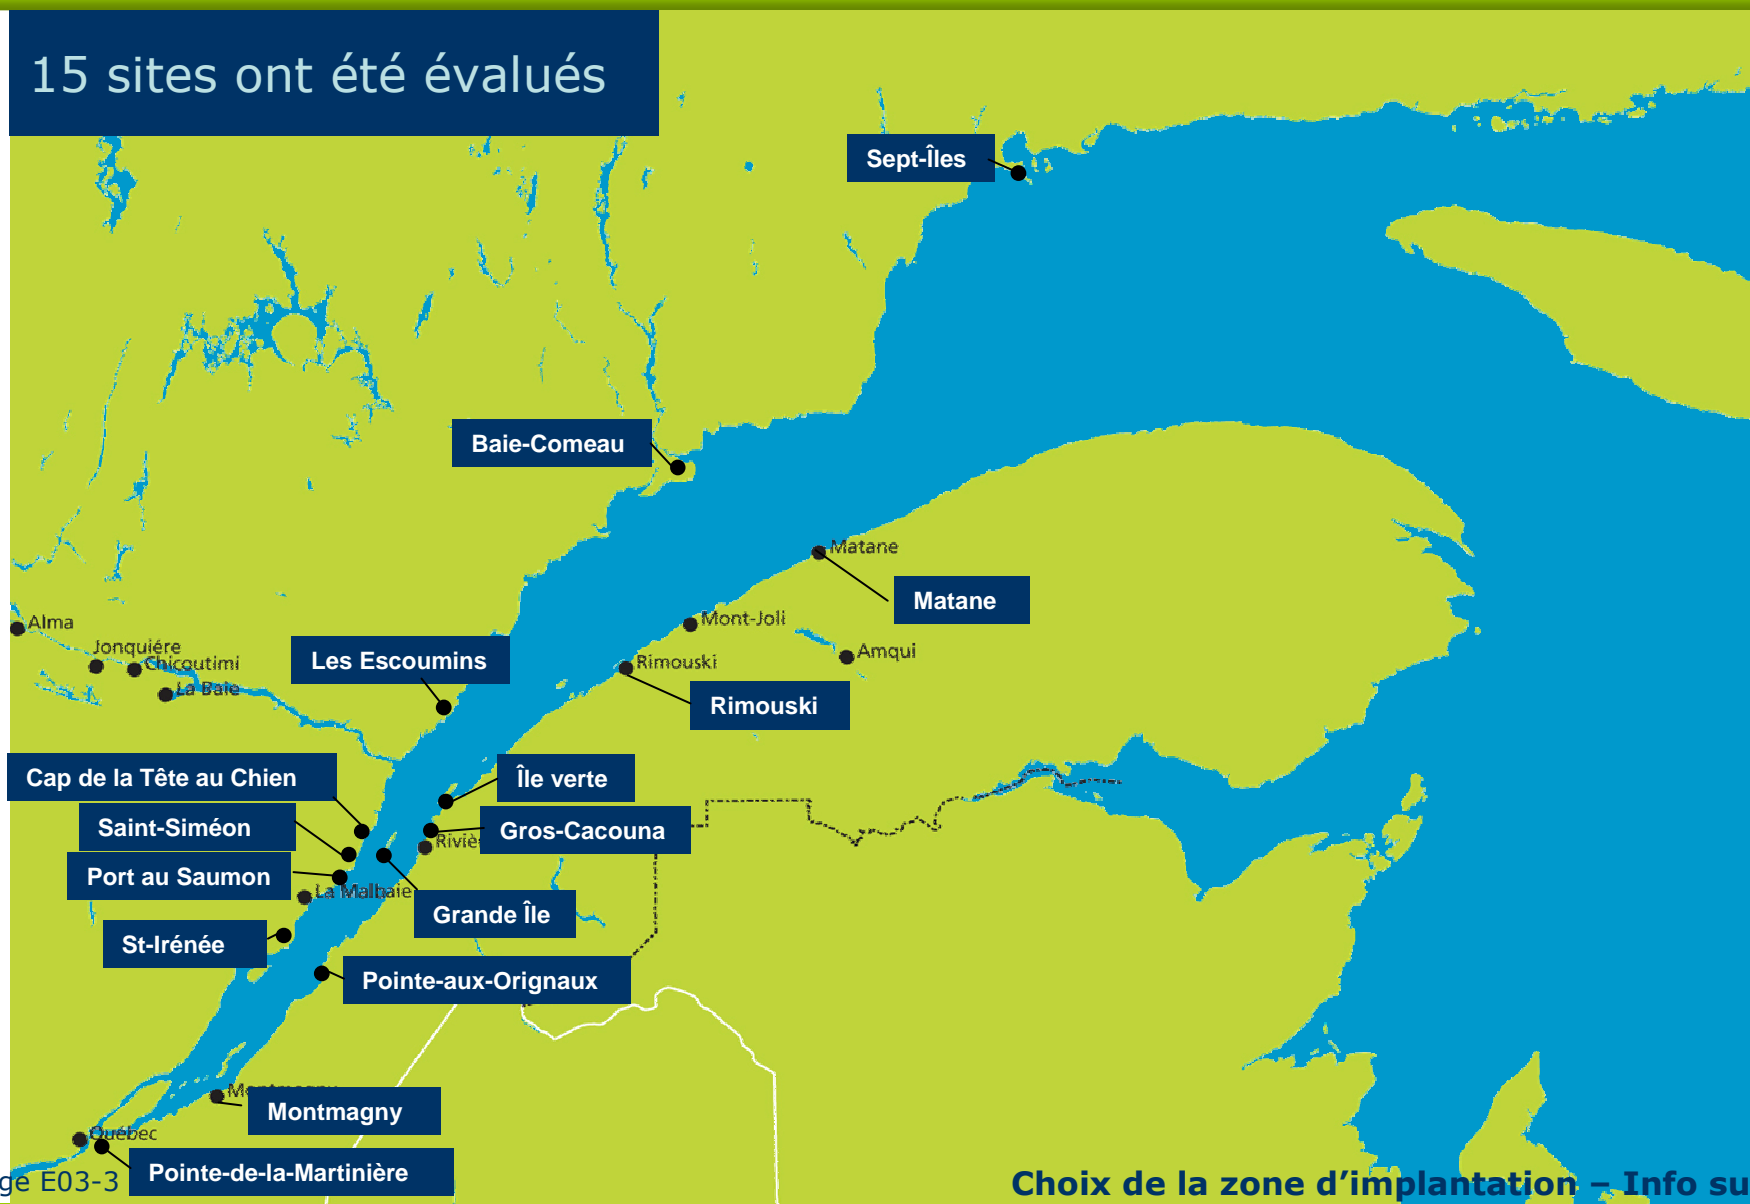 15 sites ont été évalués
Sept-Îles
Baie-Comeau
Matane
Matane
Alma
Mont-Joli
Jonquiére
Chicoutimi
Les Escoumins
Rimouski
Amqui
La Baie
Rimouski
Cap de la Tête au Chien
Île verte
Saint-Siméon
Gros-Cacouna
Riviè
Port au Saumon
La Malbaie
Grande Île
St-Irénée
Pointe-aux-Orignaux
Montmagny
Québec
Pointe-de-la-Martinière
ge E03-3
Choix de la zone d’implantation – Info su